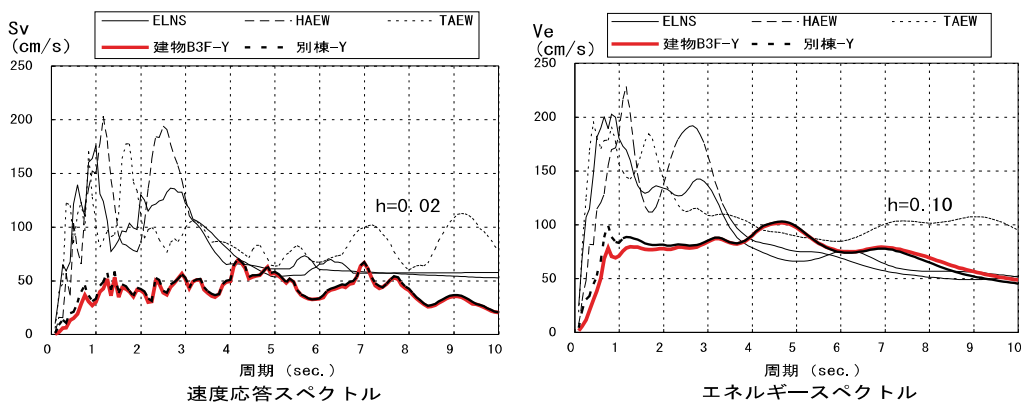 ELNS HAEW TAEW
建物B3F-Y 別棟-Y
Sv
(cm/s)
250
200
150
100
50
0
h=0.02
0 1 2 3 4 5 6 7 8 9 10
周期 (sec.)
速度応答スペクトル
ELNS HAEW TAEW
建物B3F-Y 別棟-Y
Ve
(cm/s)
250
200
150
100
50
0
h=0.10
0 1 2 3 4 5 6 7 8 9 10
周期 (sec.)
エネルギースペクトル